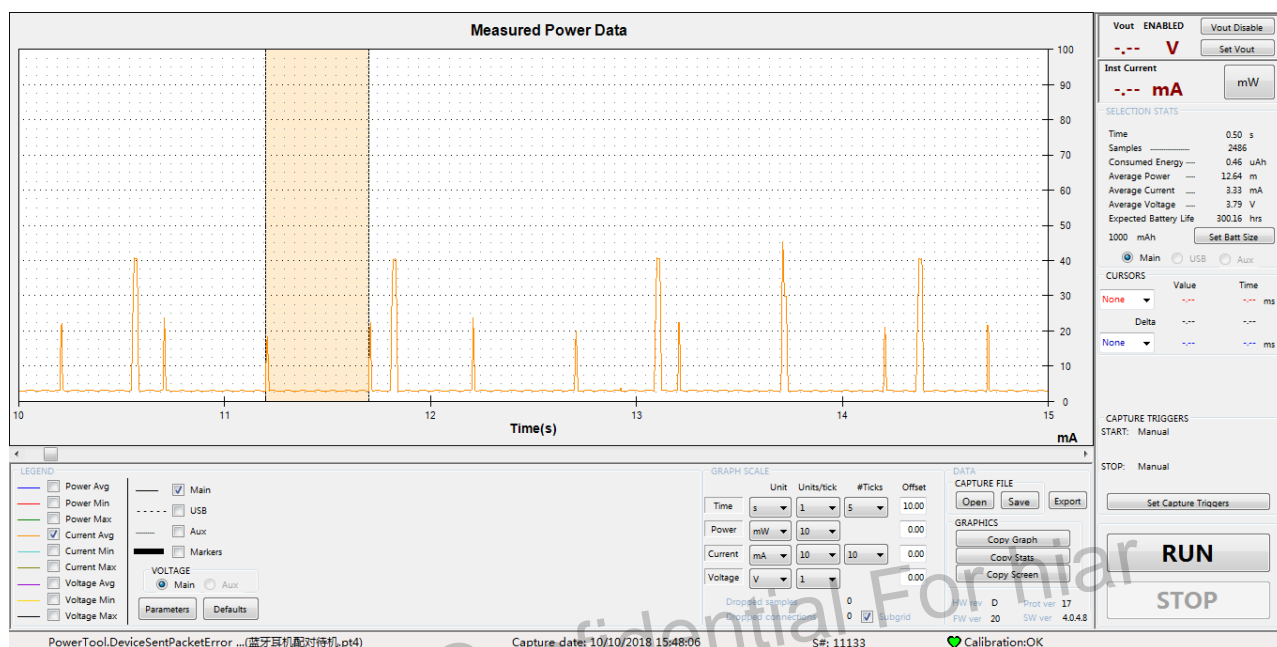 Measured Power Data
100
90
80
70
60
50
40
30
20
10
0
10 11 12 13 14 15
Time(s)
mA
Vout ENABLED Vout Disable
-.-- V Set Vout
Inst Current
-.-- mA mW
SELECTION STATS
Time 0.50 s
Samples 2486
Consumed Energy 0.46 uAh
Average Power 12.64 m
Average Current 3.33 mA
Average Voltage 3.79 V
Expected Battery Life 300.16 hrs
1000 mAh Set Batt Size
Main USB Aux
CURSORS
Value Time
None -.-- -.-- ms
Delta -.-- -.--
None -.-- -.-- ms
CAPTURE TRIGGERS
START: Manual
STOP: Manual
Set Capture Triggers
RUN
STOP
LEGEND
Power Avg
Power Min
Power Max
Current Avg
Current Min
Current Max
Voltage Avg
Voltage Min
Voltage Max
Main
USB
Aux
Markers
VOLTAGE
Main Aux
Parameters Defaults
GRAPH SCALE
Unit Units/tick #Ticks Offset
Time s 1 5 10.00
Power mW 10 0.00
Current mA 10 10 0.00
Voltage V 1 0.00
Dropped samples 0
Dropped connections 0 Subgrid
DATA
CAPTURE FILE
Open Save Export
GRAPHICS
Copy Graph
Copy Stats
Copy Screen
HW rev D Prot ver 17
FW ver 20 SW ver 4.0.4.8
PowerTool.DeviceSentPacketError ...(蓝牙耳机配对待机.pt4) Capture date: 10/10/2018 15:48:06 S#: 11133 Calibration:OK
For hiar